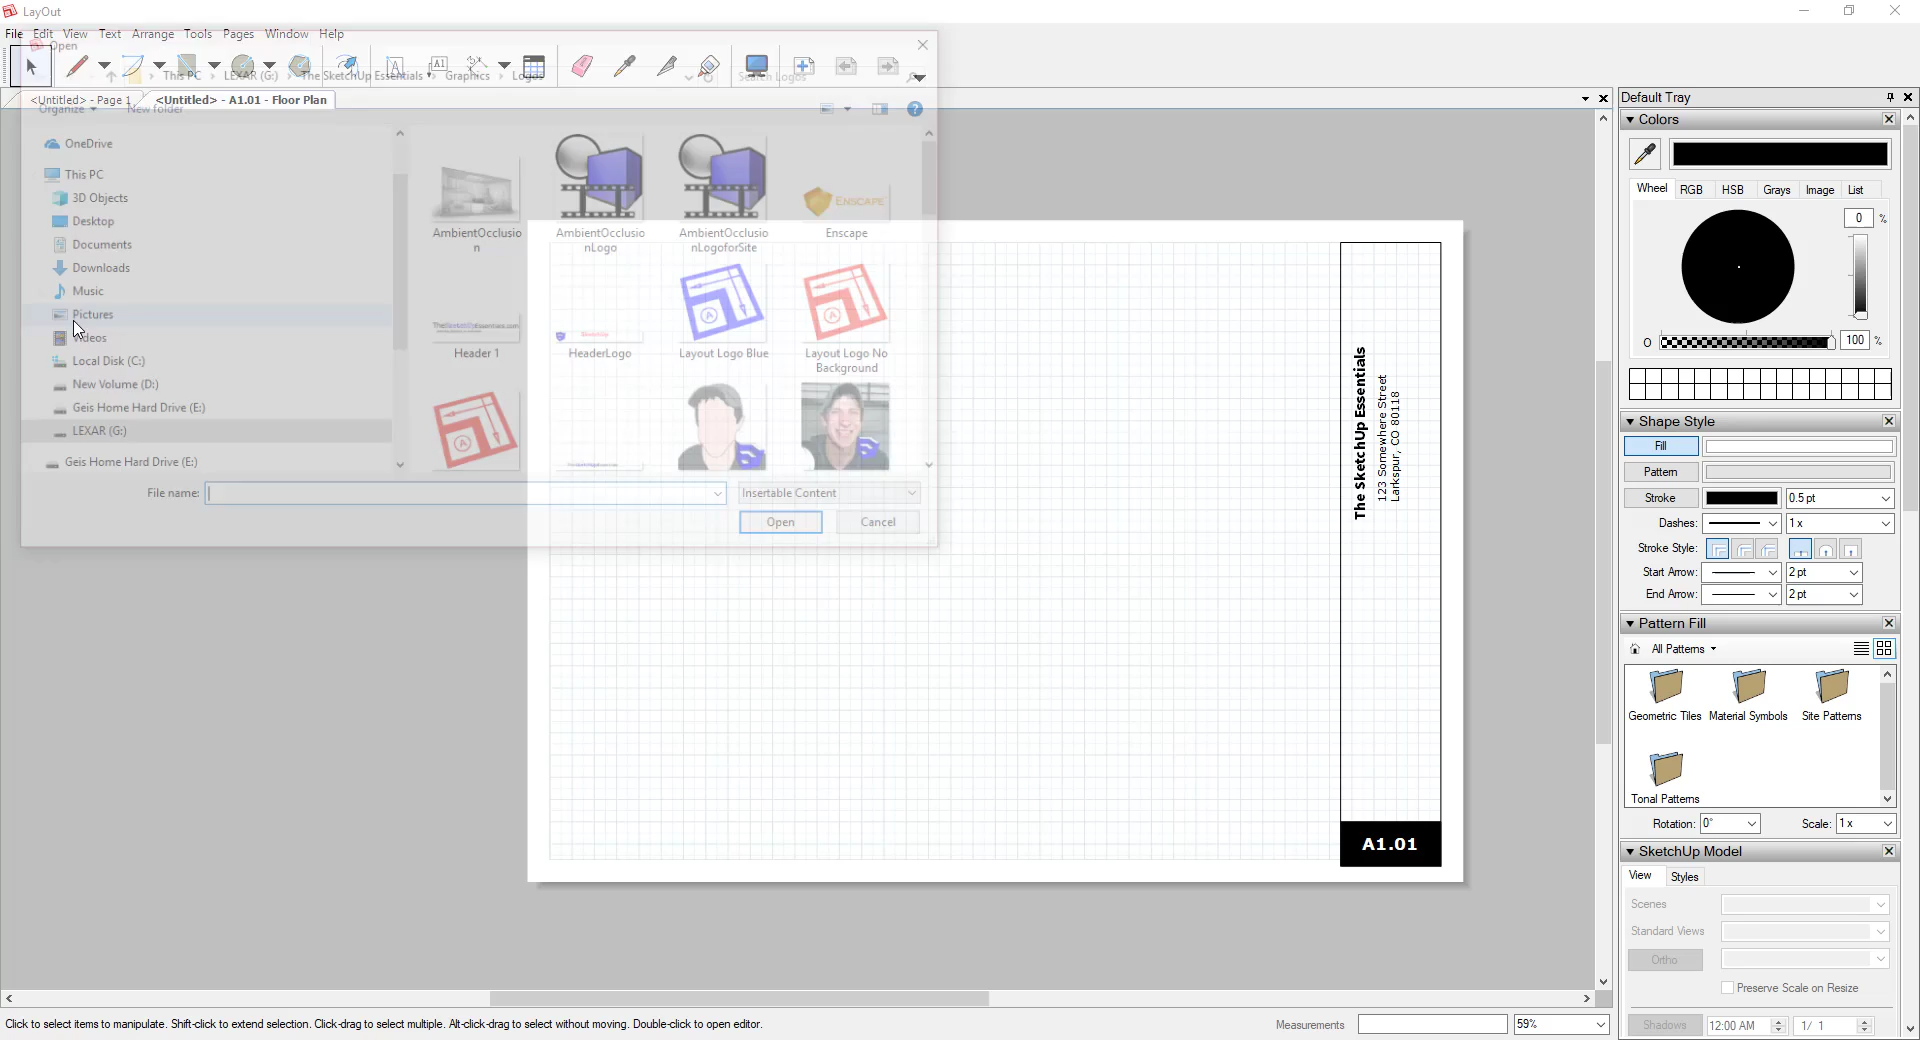 LayOut
File Edit View Text Arrange Tools Pages Window Help
Open
This PC LEXAR (G:) The SketchUp Essentials Graphics Logos
Search Logos
<Untitled> - Page 1 <Untitled> - A1.01 - Floor Plan
Organize New folder
OneDrive
This PC
3D Objects
Desktop
Documents
Downloads
Music
Pictures
Videos
Local Disk (C:)
New Volume (D:)
Geis Home Hard Drive (E:)
LEXAR (G:)
Geis Home Hard Drive (E:)
AmbientOcclusio
n
AmbientOcclusio
nLogo
AmbientOcclusio
nLogoforSite
ENSCAPE
Enscape
TheSketchUpEssentials.com
Header 1
SketchUp
HeaderLogo
A
Layout Logo Blue
A
Layout Logo No
Background
A
File name:
Insertable Content
Open Cancel
The SketchUp Essentials
123 Somewhere Street
Larkspur, CO 80118
A1.01
Default Tray
Colors
Wheel RGB HSB Grays Image List
0 %
O 100 %
Shape Style
Fill
Pattern
Stroke 0.5 pt
Dashes: 1 x
Stroke Style:
Start Arrow: 2 pt
End Arrow: 2 pt
Pattern Fill
All Patterns
Geometric Tiles Material Symbols Site Patterns
Tonal Patterns
Rotation: 0° Scale: 1 x
SketchUp Model
View Styles
Scenes
Standard Views
Ortho
Preserve Scale on Resize
Shadows 12:00 AM 1/ 1
Click to select items to manipulate. Shift-click to extend selection. Click-drag to select multiple. Alt-click-drag to select without moving. Double-click to open editor.
Measurements 59%